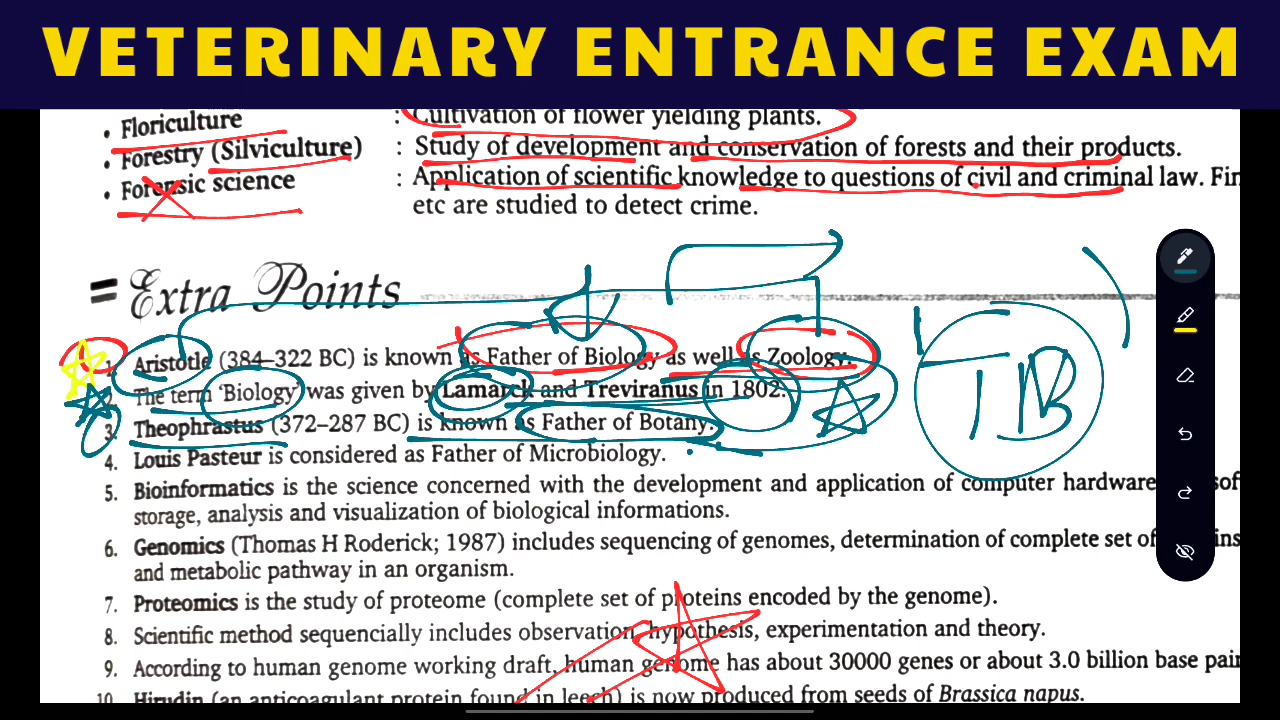 VETERINARY ENTRANCE EXAM
• Floriculture : Cultivation of flower yielding plants.
• Forestry (Silviculture) : Study of development and conservation of forests and their products.
• Forensic science : Application of scientific knowledge to questions of civil and criminal law. Fin
etc are studied to detect crime.
= Extra Points
1. Aristotle (384–322 BC) is known as Father of Biology as well as Zoology.
2. The term 'Biology' was given by Lamarck and Treviranus in 1802.
3. Theophrastus (372–287 BC) is known as Father of Botany.
IB
4. Louis Pasteur is considered as Father of Microbiology.
5. Bioinformatics is the science concerned with the development and application of computer hardware sof
storage, analysis and visualization of biological informations.
6. Genomics (Thomas H Roderick; 1987) includes sequencing of genomes, determination of complete set of ins
and metabolic pathway in an organism.
7. Proteomics is the study of proteome (complete set of proteins encoded by the genome).
8. Scientific method sequencially includes observation, hypothesis, experimentation and theory.
9. According to human genome working draft, human genome has about 30000 genes or about 3.0 billion base pair
10. Hirudin (an anticoagulant protein found in leech) is now produced from seeds of Brassica napus.